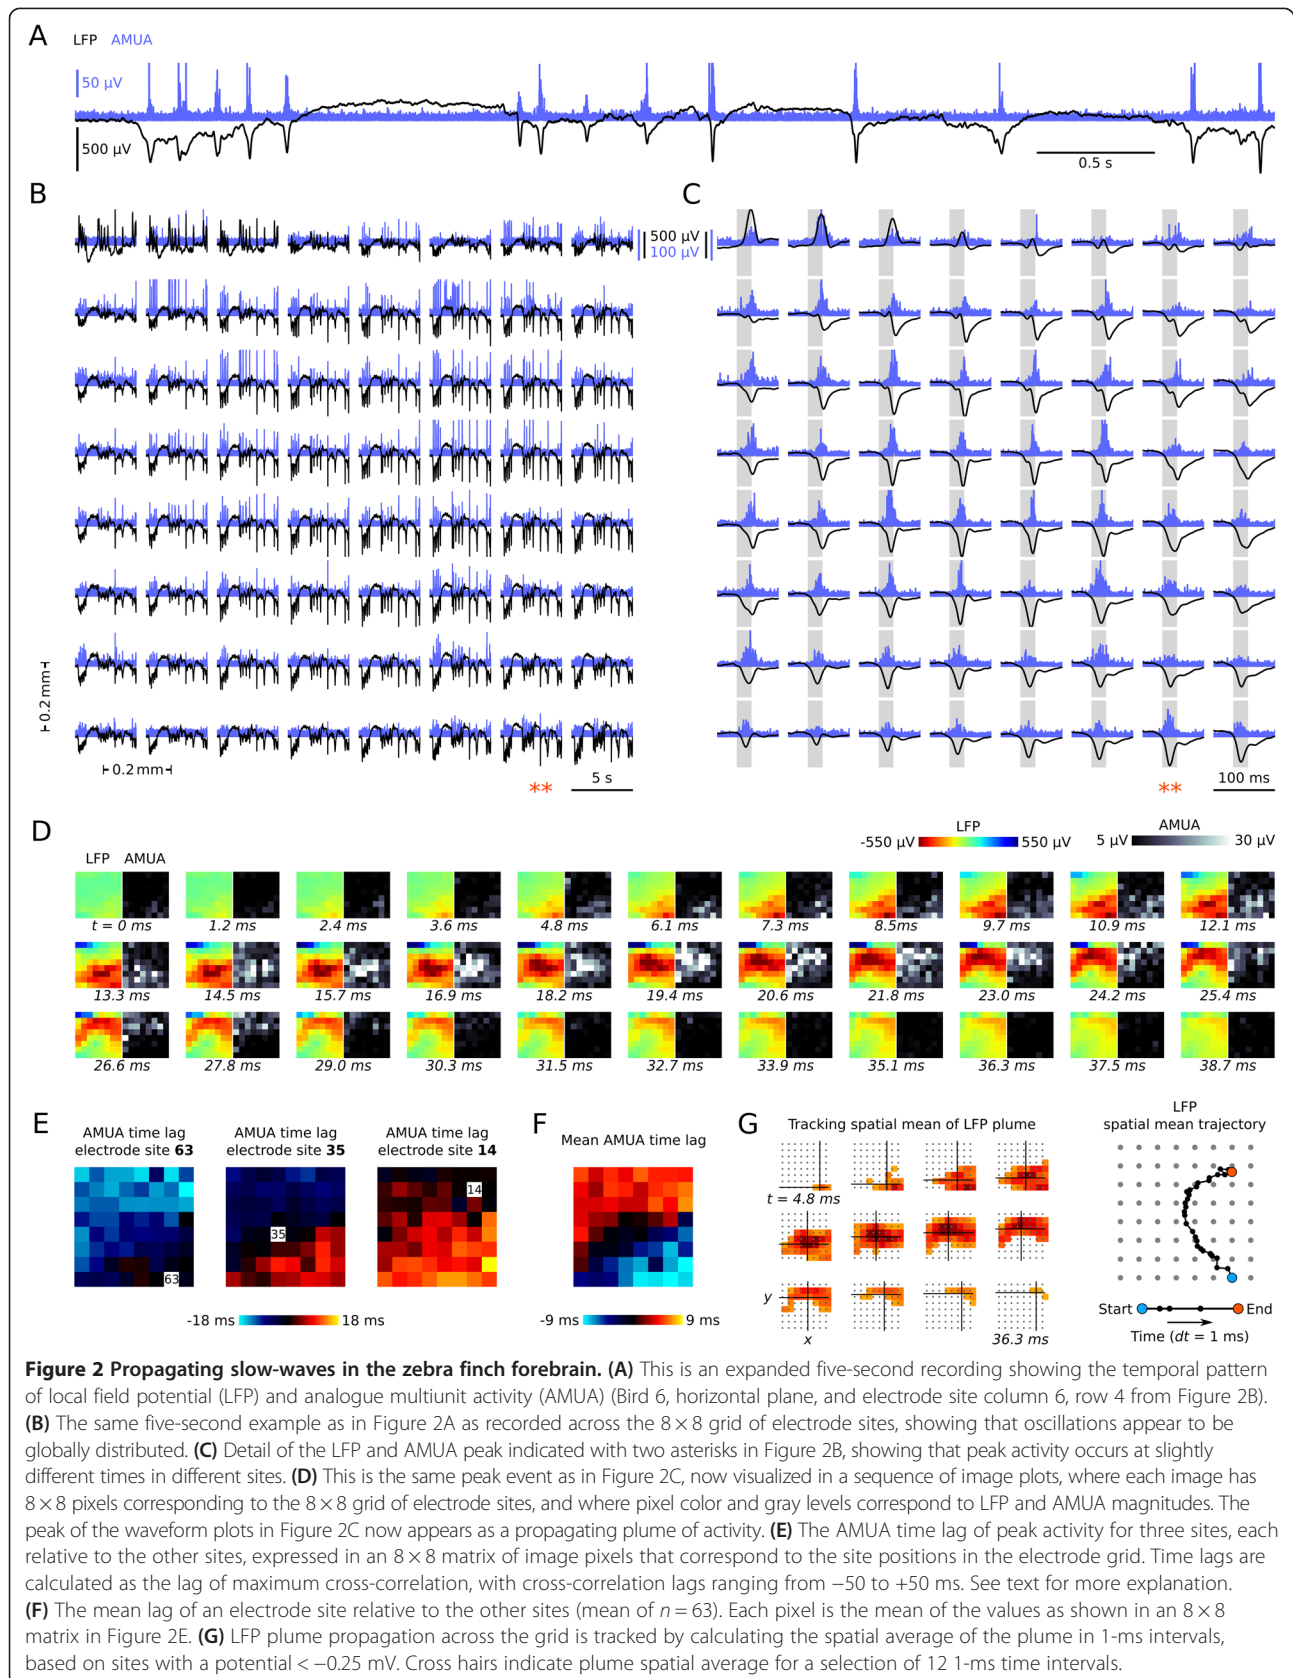 A
LFP AMUA
50 µV
500 µV
0.5 s
B
C
500 µV
100 µV
0.2 mm
0.2 mm
**
5 s
**
100 ms
D
LFP
-550 µV 550 µV
AMUA
5 µV 30 µV
LFP AMUA
t = 0 ms 1.2 ms 2.4 ms 3.6 ms 4.8 ms 6.1 ms 7.3 ms 8.5ms 9.7 ms 10.9 ms 12.1 ms
13.3 ms 14.5 ms 15.7 ms 16.9 ms 18.2 ms 19.4 ms 20.6 ms 21.8 ms 23.0 ms 24.2 ms 25.4 ms
26.6 ms 27.8 ms 29.0 ms 30.3 ms 31.5 ms 32.7 ms 33.9 ms 35.1 ms 36.3 ms 37.5 ms 38.7 ms
E
AMUA time lag
electrode site 63
AMUA time lag
electrode site 35
AMUA time lag
electrode site 14
63
35
14
-18 ms 18 ms
F
Mean AMUA time lag
-9 ms 9 ms
G
Tracking spatial mean of LFP plume
t = 4.8 ms
y
x
36.3 ms
LFP
spatial mean trajectory
Start End
Time (dt = 1 ms)
Figure 2 Propagating slow-waves in the zebra finch forebrain. (A) This is an expanded five-second recording showing the temporal pattern
of local field potential (LFP) and analogue multiunit activity (AMUA) (Bird 6, horizontal plane, and electrode site column 6, row 4 from Figure 2B).
(B) The same five-second example as in Figure 2A as recorded across the 8 × 8 grid of electrode sites, showing that oscillations appear to be
globally distributed. (C) Detail of the LFP and AMUA peak indicated with two asterisks in Figure 2B, showing that peak activity occurs at slightly
different times in different sites. (D) This is the same peak event as in Figure 2C, now visualized in a sequence of image plots, where each image has
8 × 8 pixels corresponding to the 8 × 8 grid of electrode sites, and where pixel color and gray levels correspond to LFP and AMUA magnitudes. The
peak of the waveform plots in Figure 2C now appears as a propagating plume of activity. (E) The AMUA time lag of peak activity for three sites, each
relative to the other sites, expressed in an 8 × 8 matrix of image pixels that correspond to the site positions in the electrode grid. Time lags are
calculated as the lag of maximum cross-correlation, with cross-correlation lags ranging from −50 to +50 ms. See text for more explanation.
(F) The mean lag of an electrode site relative to the other sites (mean of n = 63). Each pixel is the mean of the values as shown in an 8 × 8
matrix in Figure 2E. (G) LFP plume propagation across the grid is tracked by calculating the spatial average of the plume in 1-ms intervals,
based on sites with a potential < −0.25 mV. Cross hairs indicate plume spatial average for a selection of 12 1-ms time intervals.